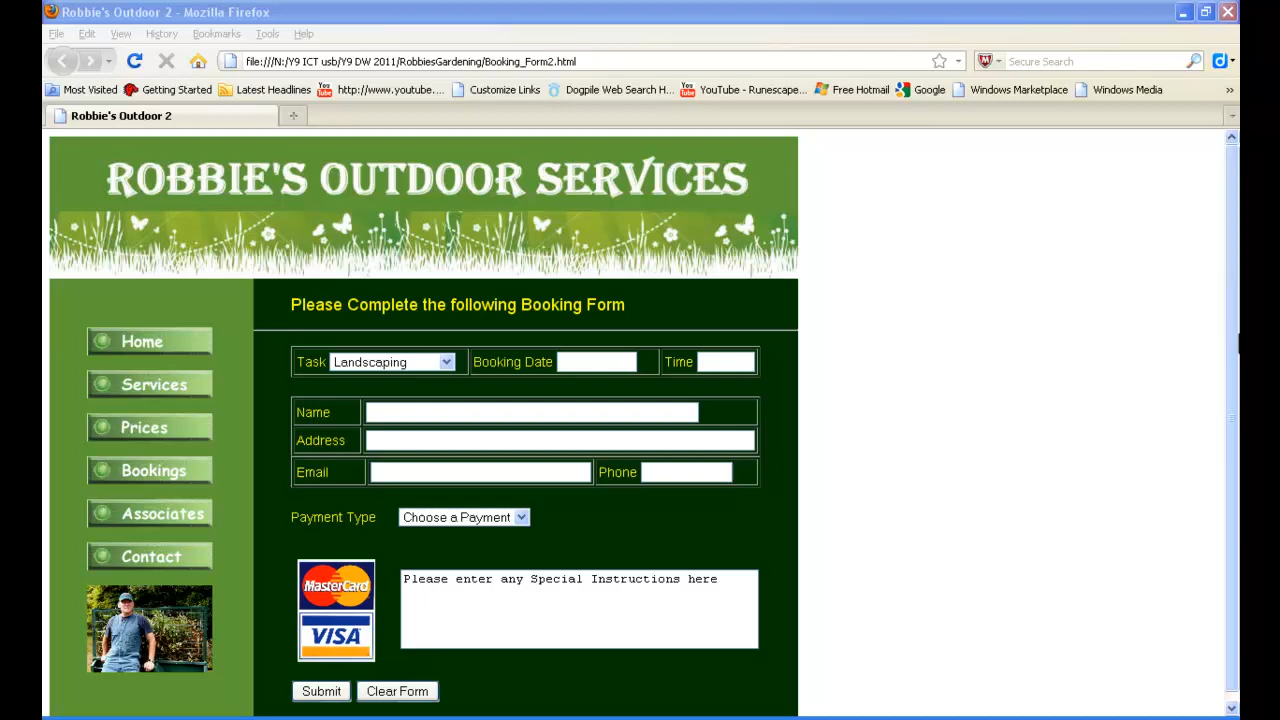 Robbie's Outdoor 2 - Mozilla Firefox
File Edit View History Bookmarks Tools Help
file:///N:/Y9 ICT usb/Y9 DW 2011/RobbiesGardening/Booking_Form2.html
Secure Search
Most Visited Getting Started Latest Headlines http://www.youtube.... Customize Links Dogpile Web Search H... YouTube - Runescape... Free Hotmail Google Windows Marketplace Windows Media »
Robbie's Outdoor 2
ROBBIE'S OUTDOOR SERVICES
Please Complete the following Booking Form
Home
Services
Prices
Bookings
Associates
Contact
Task Landscaping Booking Date Time
Name
Address
Email Phone
Payment Type Choose a Payment
MasterCard
VISA
Please enter any Special Instructions here
Submit Clear Form